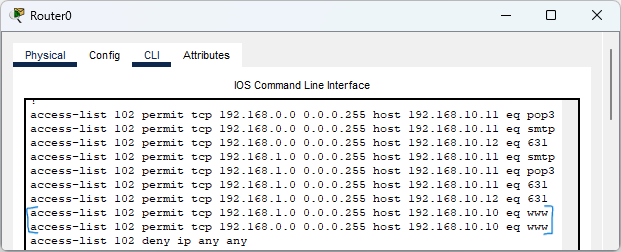 Router0
Physical Config CLI Attributes
IOS Command Line Interface
!
access-list 102 permit tcp 192.168.0.0 0.0.0.255 host 192.168.10.11 eq pop3
access-list 102 permit tcp 192.168.0.0 0.0.0.255 host 192.168.10.11 eq smtp
access-list 102 permit tcp 192.168.0.0 0.0.0.255 host 192.168.10.12 eq 631
access-list 102 permit tcp 192.168.1.0 0.0.0.255 host 192.168.10.11 eq smtp
access-list 102 permit tcp 192.168.1.0 0.0.0.255 host 192.168.10.11 eq pop3
access-list 102 permit tcp 192.168.1.0 0.0.0.255 host 192.168.10.11 eq 631
access-list 102 permit tcp 192.168.1.0 0.0.0.255 host 192.168.10.12 eq 631
access-list 102 permit tcp 192.168.1.0 0.0.0.255 host 192.168.10.10 eq www
access-list 102 permit tcp 192.168.0.0 0.0.0.255 host 192.168.10.10 eq www
access-list 102 deny ip any any